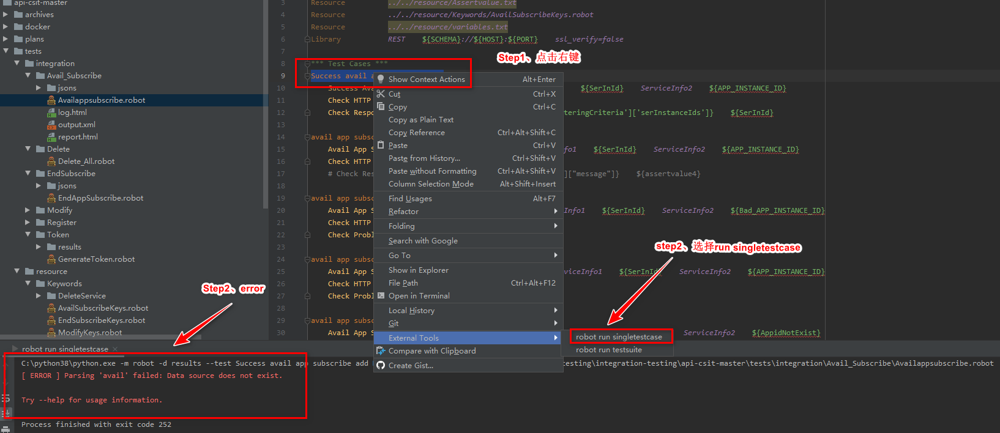 api-csit-master
archives
docker
plans
tests
integration
Avail_Subscribe
jsons
Availappsubscribe.robot
log.html
output.xml
report.html
Delete
Delete_All.robot
EndSubscribe
jsons
EndAppSubscribe.robot
Modify
Register
Token
results
GenerateToken.robot
resource
Keywords
DeleteService
AvailSubscribeKeys.robot
EndSubscribeKeys.robot
ModifyKeys.robot
3 Resource ../../resource/Assertvalue.txt
4 Resource ../../resource/Keywords/AvailSubscribeKeys.robot
5 Resource ../../resource/variables.txt
6 Library REST ${SCHEMA}://${HOST}:${PORT} ssl_verify=false
7
Step1、点击右键
8 *** Test Cases ***
9 Success avail
10 Success Ava ${SerInId} ServiceInfo2 ${APP_INSTANCE_ID}
11 Check HTTP
12 Check Respo teringCriteria']['serInstanceIds']} ${SerInId}
13
14 avail app subsc
15 Avail App S fo1 ${SerInId} ServiceInfo2 ${APP_INSTANCE_ID}
16 Check HTTP
17 # Check Res ]["message"]} ${assertvalue4}
18
19 avail app subsc
20 Avail App S Info1 ${SerInId} ServiceInfo2 ${Bad_APP_INSTANCE_ID}
21 Check HTTP
22 Check Probl
23
24 avail app subsc
25 Avail App S viceInfo1 ${SerInId} ServiceInfo2 ${APP_INSTANCE_ID}
26 Check HTTP
27 Check Probl
28
29 avail app subsc
30 Avail App S ServiceInfo2 ${AppidNotExist}
Show Context Actions Alt+Enter
Cut Ctrl+X
Copy Ctrl+C
Copy as Plain Text
Copy Reference Ctrl+Alt+Shift+C
Paste Ctrl+V
Paste from History... Ctrl+Shift+V
Paste without Formatting Ctrl+Alt+Shift+V
Column Selection Mode Alt+Shift+Insert
Find Usages Alt+F7
Refactor
Folding
Search with Google
Go To
Show in Explorer
File Path Ctrl+Alt+F12
Open in Terminal
Local History
Git
External Tools
Compare with Clipboard
Create Gist...
step2、选择run singletestcase
robot run singletestcase
robot run testsuite
Step2、error
robot run singletestcase
C:\python38\python.exe -m robot -d results --test Success avail app subscribe add testing\integration-testing\api-csit-master\tests\integration\Avail_Subscribe\Availappsubscribe.robot
[ ERROR ] Parsing 'avail' failed: Data source does not exist.
Try --help for usage information.
Process finished with exit code 252